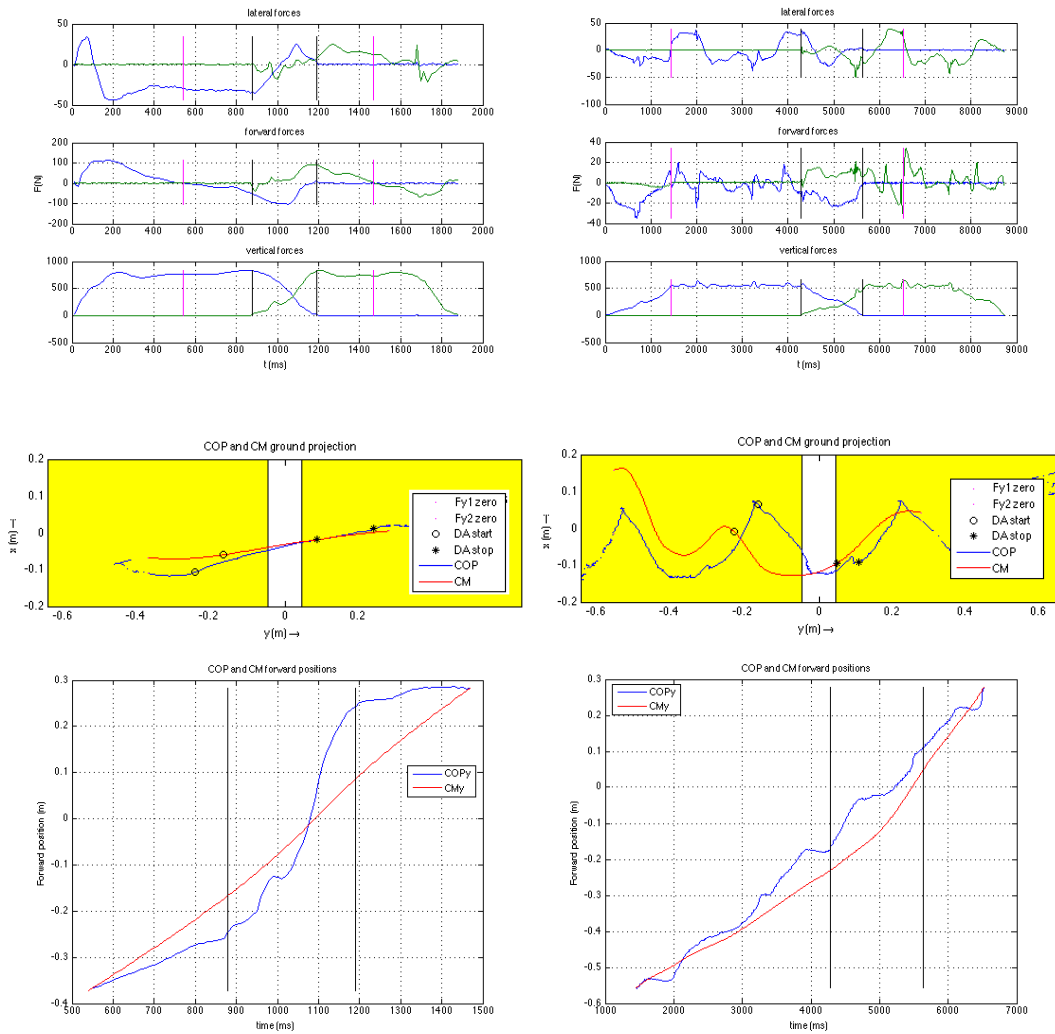 lateral forces
50
0
50
0 200 400 600 800 1000 1200 1400 1600 1800 2000
forward forces
200
100
0
-100
-200
F(N)
0 200 400 600 800 1000 1200 1400 1600 1800 2000
vertical forces
1000
500
0
-500
0 200 400 600 800 1000 1200 1400 1600 1800 2000
t (ms)
lateral forces
50
0
-50
-100
0 1000 2000 3000 4000 5000 6000 7000 8000 9000
forward forces
40
20
0
-20
-40
F(N)
0 1000 2000 3000 4000 5000 6000 7000 8000 9000
vertical forces
1000
500
0
-500
0 1000 2000 3000 4000 5000 6000 7000 8000 9000
t (ms)
COP and CM ground projection
0.2
0.1
0
-0.1
-0.2
x (m) →
Fy1 zero
Fy2 zero
DA start
DA stop
COP
CM
-0.6 -0.4 -0.2 0 0.2 0.4
y (m) →
COP and CM ground projection
0.2
0.1
0
-0.1
-0.2
x (m) →
Fy1 zero
Fy2 zero
DA start
DA stop
COP
CM
-0.6 -0.4 -0.2 0 0.2 0.4 0.6
y (m) →
COP and CM forward positions
0.3
0.2
0.1
0
-0.1
-0.2
-0.3
-0.4
Forward position (m)
COPy
CMy
500 600 700 800 900 1000 1100 1200 1300 1400 1500
time (ms)
COP and CM forward positions
0.3
0.2
0.1
0
-0.1
-0.2
-0.3
-0.4
-0.5
-0.6
Forward position (m)
COPy
CMy
1000 2000 3000 4000 5000 6000 7000
time (ms)